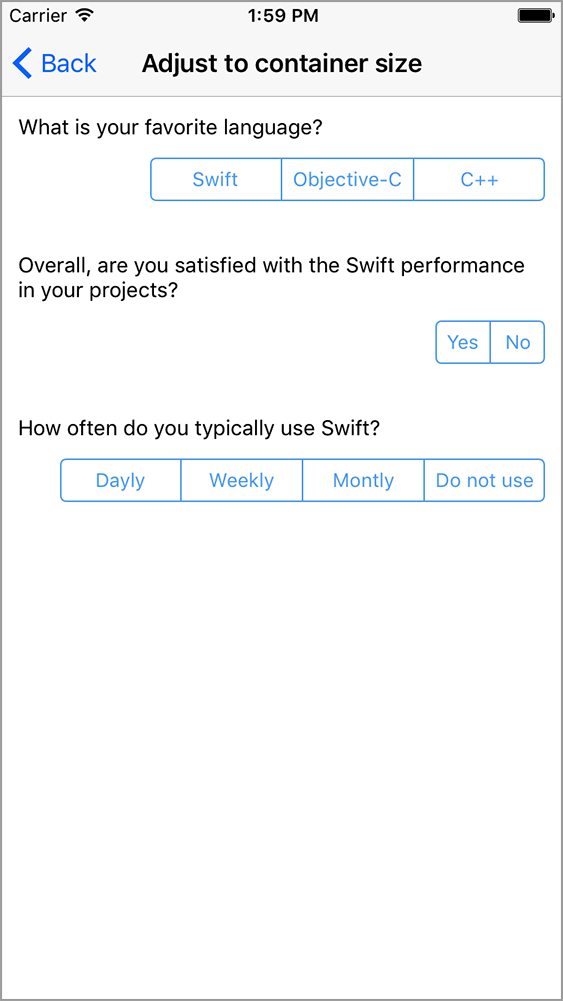 Carrier 1:59 PM
Back Adjust to container size
What is your favorite language?
Swift Objective-C C++
Overall, are you satisfied with the Swift performance
in your projects?
Yes No
How often do you typically use Swift?
Dayly Weekly Montly Do not use